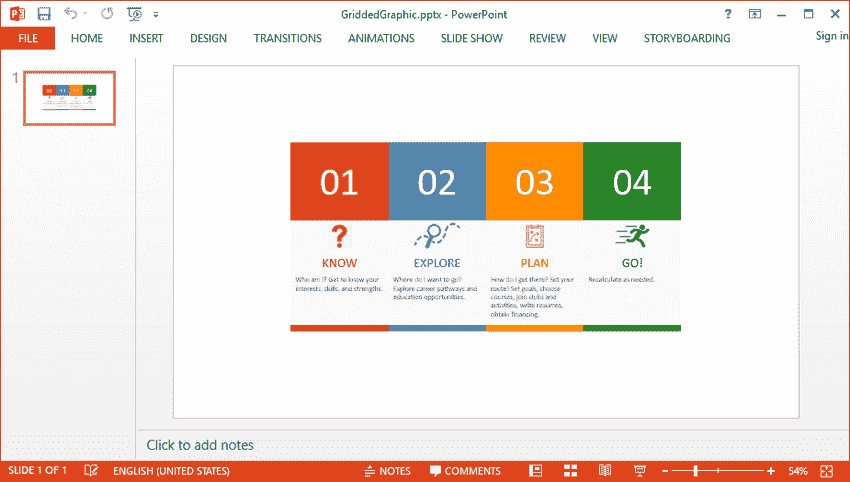 GriddedGraphic.pptx - PowerPoint
FILE HOME INSERT DESIGN TRANSITIONS ANIMATIONS SLIDE SHOW REVIEW VIEW STORYBOARDING Sign in
1
01 02 03 04
KNOW EXPLORE PLAN GO!
Who am I? Get to know your
interests, skills, and strengths.
Where do I want to go?
Explore career pathways and
education opportunities.
How do I get there? Set your
route! Set goals, choose
courses, join clubs and
activities, write resumes,
obtain financing.
Recalculate as needed.
Click to add notes
SLIDE 1 OF 1 ENGLISH (UNITED STATES) NOTES COMMENTS 54%